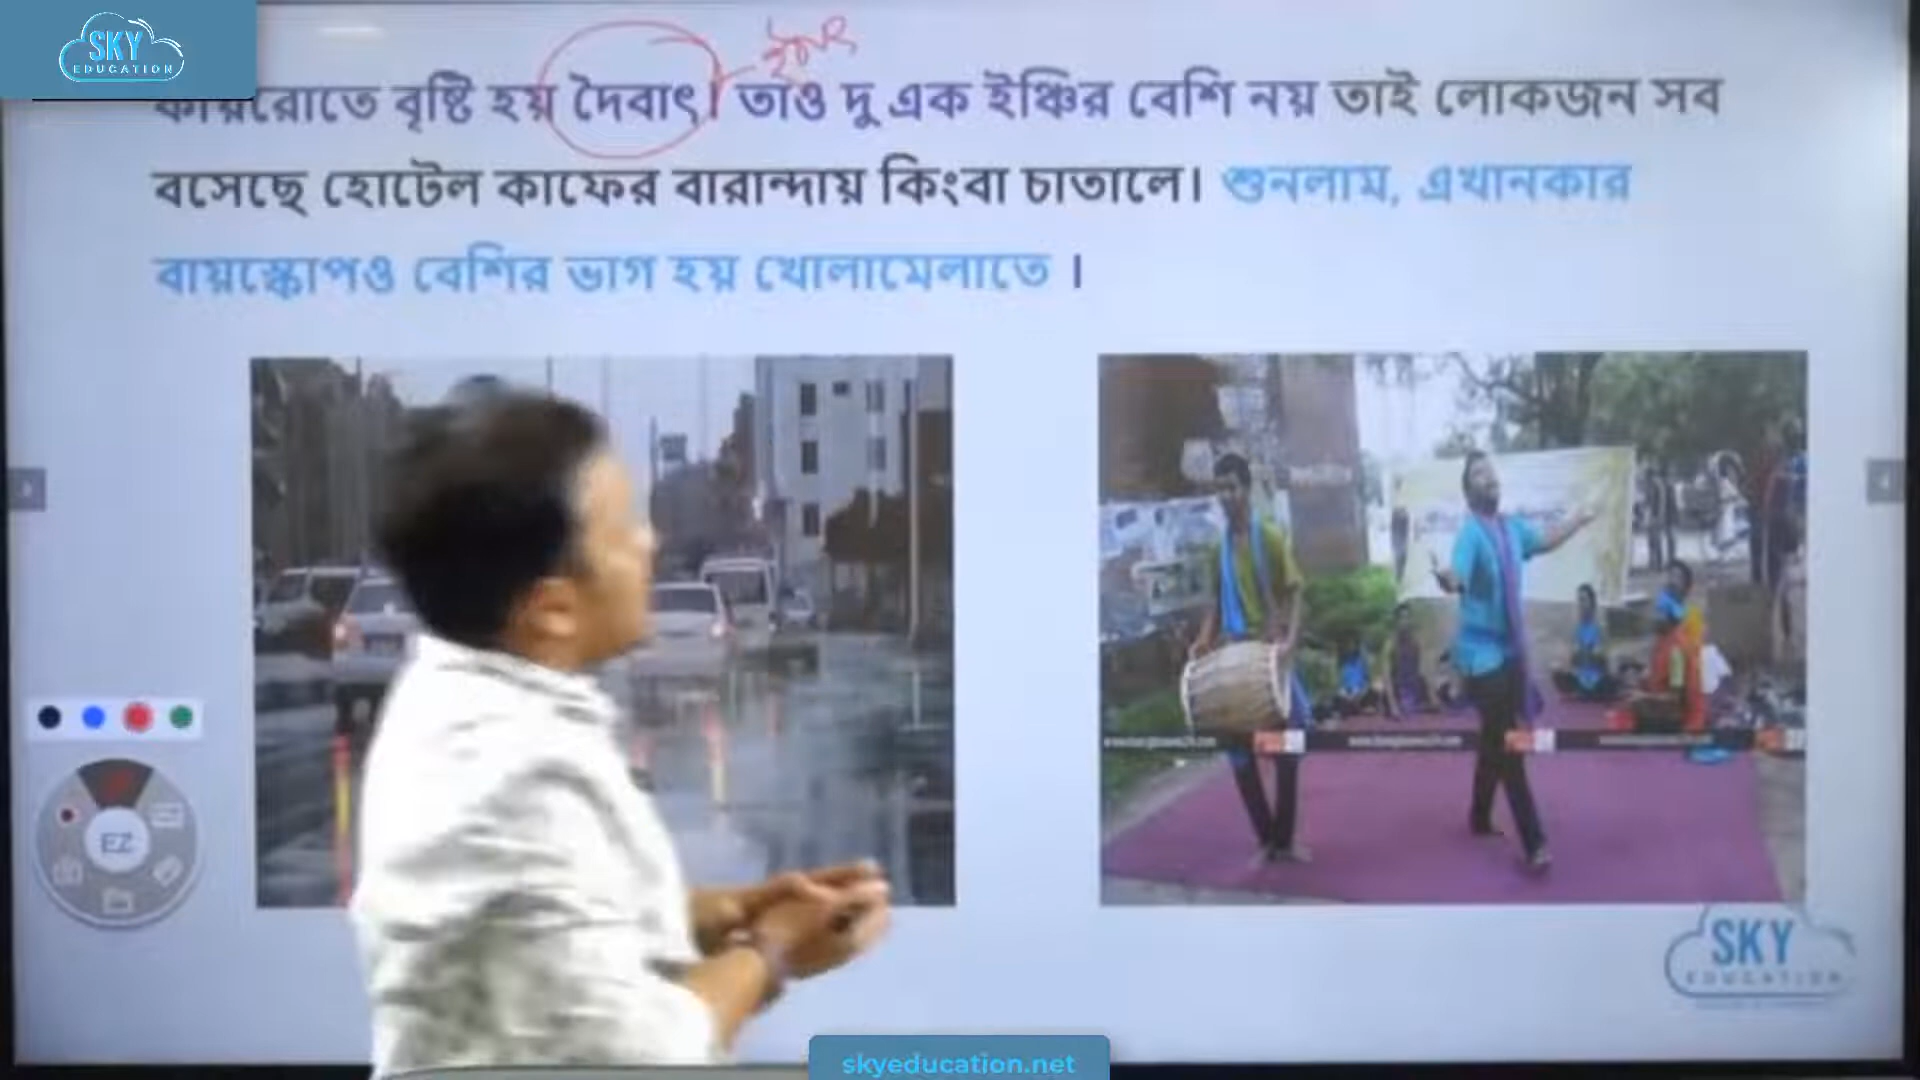 SKY
EDUCATION
হঠাৎ
কায়রোতে বৃষ্টি হয় দৈবাৎ। তাও দু এক ইঞ্চির বেশি নয় তাই লোকজন সব
বসেছে হোটেল কাফের বারান্দায় কিংবা চাতালে। শুনলাম, এখানকার
বায়স্কোপও বেশির ভাগ হয় খোলামেলাতে ।
EZ
SKY
EDUCATION
skyeducation.net